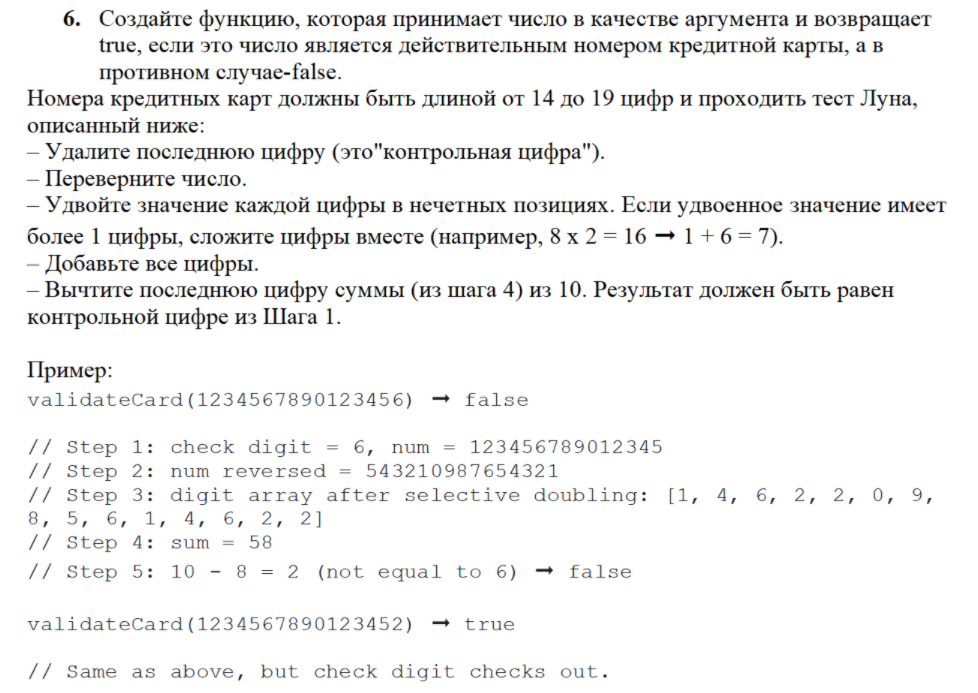 6. Создайте функцию, которая принимает число в качестве аргумента и возвращает
true, если это число является действительным номером кредитной карты, а в
противном случае-false.
Номера кредитных карт должны быть длиной от 14 до 19 цифр и проходить тест Луна,
описанный ниже:
– Удалите последнюю цифру (это"контрольная цифра").
– Переверните число.
– Удвойте значение каждой цифры в нечетных позициях. Если удвоенное значение имеет
более 1 цифры, сложите цифры вместе (например, 8 x 2 = 16 ➞ 1 + 6 = 7).
– Добавьте все цифры.
– Вычтите последнюю цифру суммы (из шага 4) из 10. Результат должен быть равен
контрольной цифре из Шага 1.
Пример:
validateCard(1234567890123456) ➞ false
// Step 1: check digit = 6, num = 123456789012345
// Step 2: num reversed = 543210987654321
// Step 3: digit array after selective doubling: [1, 4, 6, 2, 2, 0, 9,
8, 5, 6, 1, 4, 6, 2, 2]
// Step 4: sum = 58
// Step 5: 10 - 8 = 2 (not equal to 6) ➞ false
validateCard(1234567890123452) ➞ true
// Same as above, but check digit checks out.